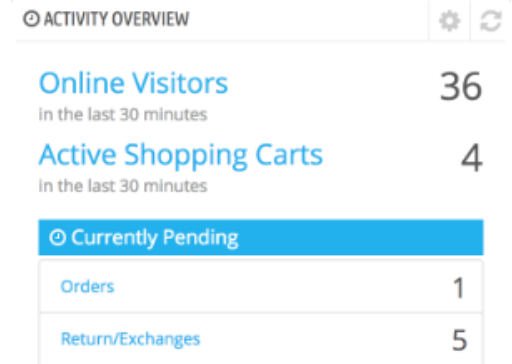 ACTIVITY OVERVIEW
Online Visitors 36
in the last 30 minutes
Active Shopping Carts 4
in the last 30 minutes
Currently Pending
Orders 1
Return/Exchanges 5